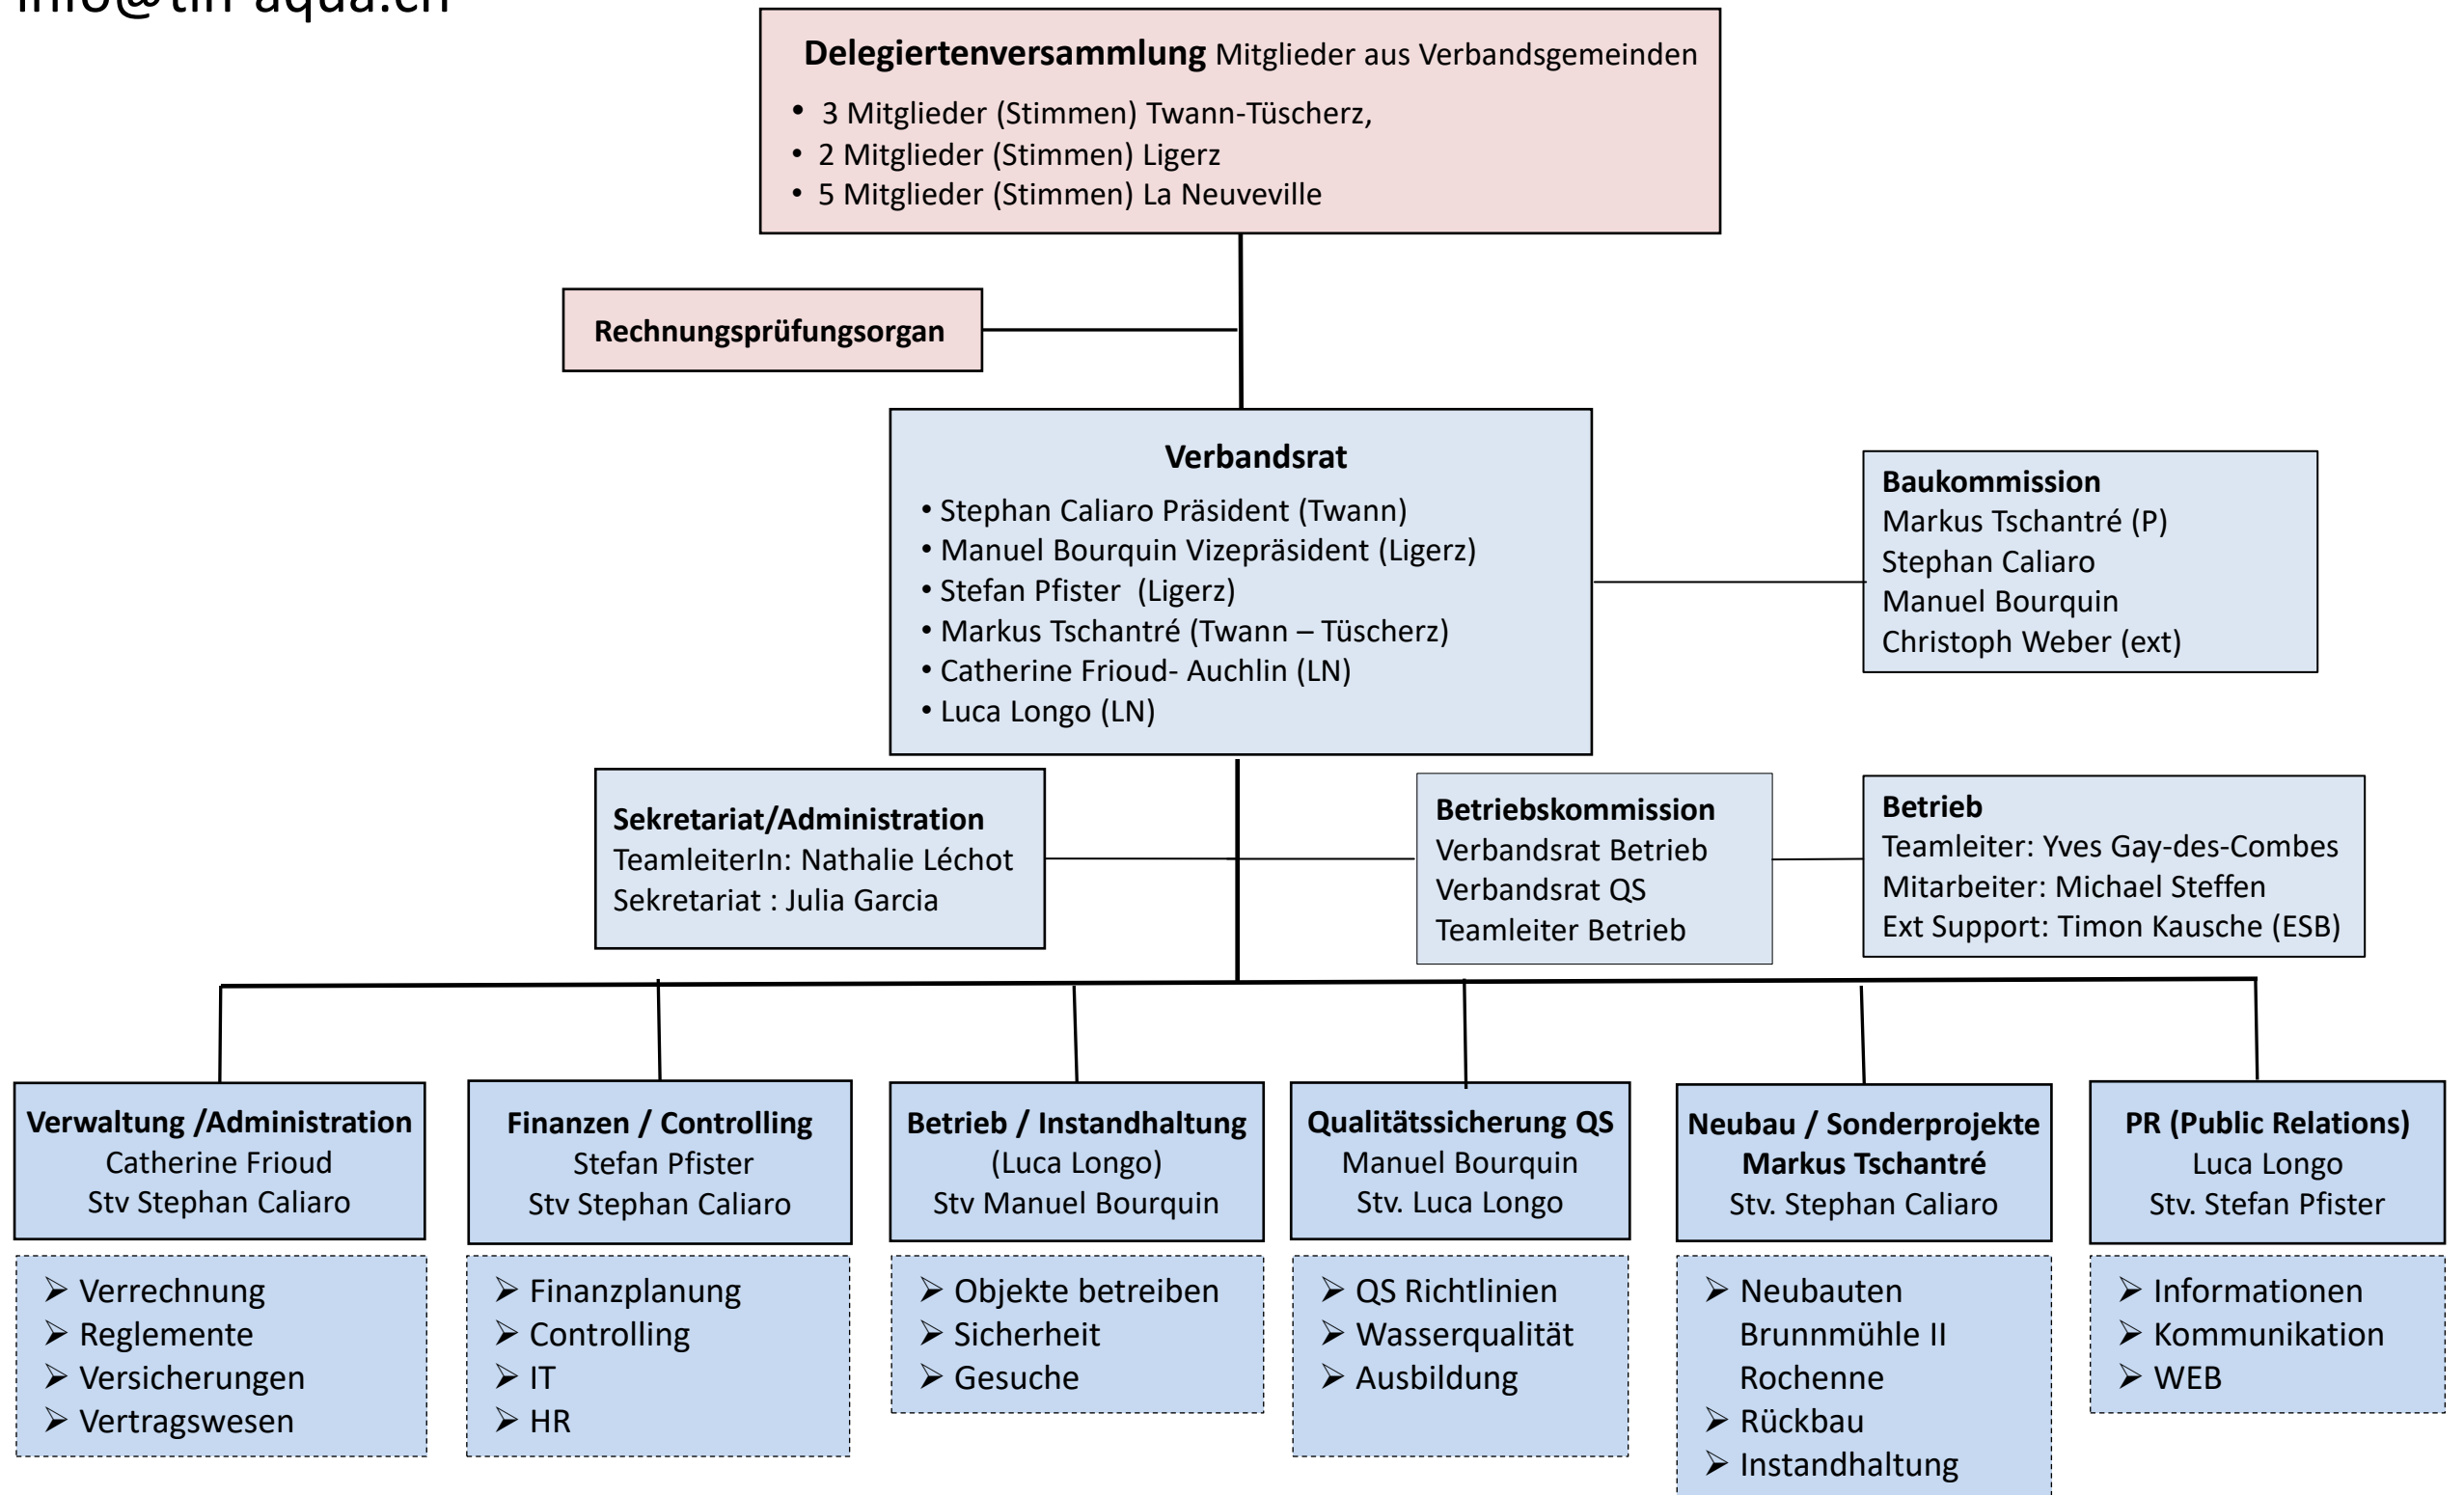 Delegiertenversammlung Mitglieder aus Verbandsgemeinden
• 3 Mitglieder (Stimmen) Twann-Tüscherz,
• 2 Mitglieder (Stimmen) Ligerz
• 5 Mitglieder (Stimmen) La Neuveville
Rechnungsprüfungsorgan
Verbandsrat
• Stephan Caliaro Präsident (Twann)
• Manuel Bourquin Vizepräsident (Ligerz)
• Stefan Pfister (Ligerz)
• Markus Tschantré (Twann – Tüscherz)
• Catherine Frioud- Auchlin (LN)
• Luca Longo (LN)
Baukommission
Markus Tschantré (P)
Stephan Caliaro
Manuel Bourquin
Christoph Weber (ext)
Sekretariat/Administration
TeamleiterIn: Nathalie Léchot
Sekretariat : Julia Garcia
Betriebskommission
Verbandsrat Betrieb
Verbandsrat QS
Teamleiter Betrieb
Betrieb
Teamleiter: Yves Gay-des-Combes
Mitarbeiter: Michael Steffen
Ext Support: Timon Kausche (ESB)
Verwaltung /Administration
Catherine Frioud
Stv Stephan Caliaro
➢ Verrechnung
➢ Reglemente
➢ Versicherungen
➢ Vertragswesen
Finanzen / Controlling
Stefan Pfister
Stv Stephan Caliaro
➢ Finanzplanung
➢ Controlling
➢ IT
➢ HR
Betrieb / Instandhaltung
(Luca Longo)
Stv Manuel Bourquin
➢ Objekte betreiben
➢ Sicherheit
➢ Gesuche
Qualitätssicherung QS
Manuel Bourquin
Stv. Luca Longo
➢ QS Richtlinien
➢ Wasserqualität
➢ Ausbildung
Neubau / Sonderprojekte
Markus Tschantré
Stv. Stephan Caliaro
➢ Neubauten
Brunnmühle II
Rochenne
➢ Rückbau
➢ Instandhaltung
PR (Public Relations)
Luca Longo
Stv. Stefan Pfister
➢ Informationen
➢ Kommunikation
➢ WEB